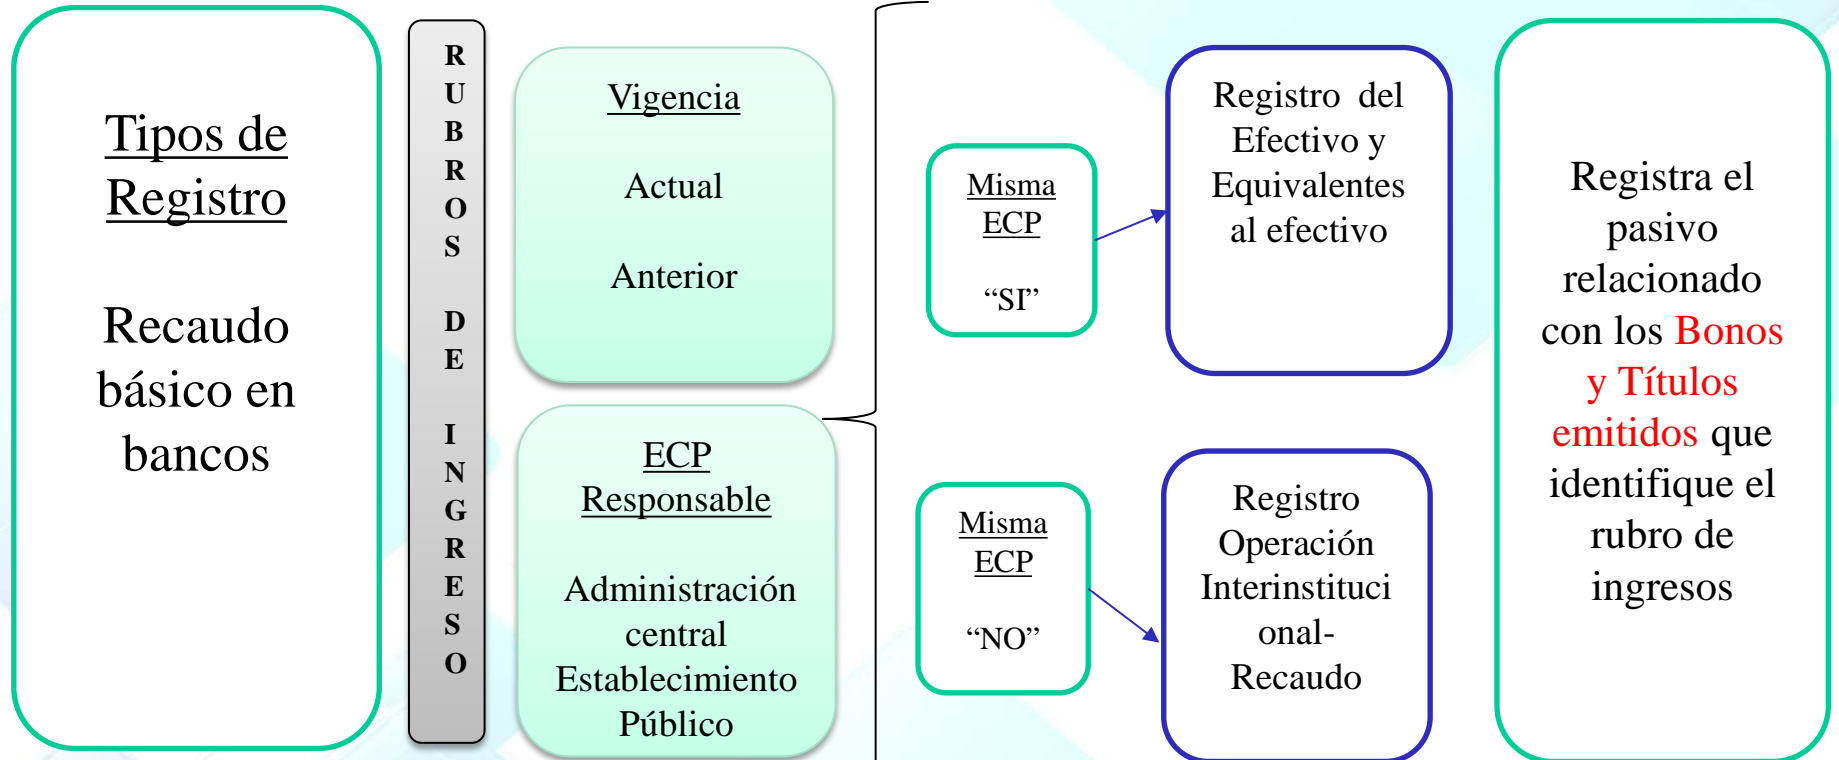 Tipos de
Registro
Recaudo
básico en
bancos
R
U
B
R
O
S
D
E
I
N
G
R
E
S
O
Vigencia
Actual
Anterior
ECP
Responsable
Administración
central
Establecimiento
Público
Misma
ECP
“SI”
Registro del
Efectivo y
Equivalentes
al efectivo
Misma
ECP
“NO”
Registro
Operación
Interinstituci
onal-
Recaudo
Registra el
pasivo
relacionado
con los Bonos
y Títulos
emitidos que
identifique el
rubro de
ingresos